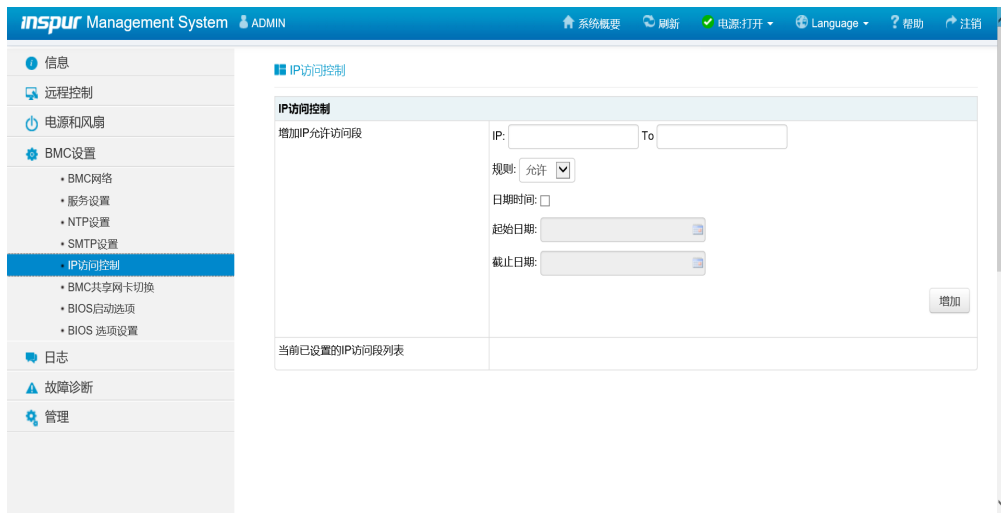 inspur Management System ADMIN 系统概要 刷新 电源:打开 Language 帮助 注销
信息
远程控制
电源和风扇
BMC设置
• BMC网络
• 服务设置
• NTP设置
• SMTP设置
• IP访问控制
• BMC共享网卡切换
• BIOS启动选项
• BIOS 选项设置
日志
故障诊断
管理
IP访问控制
IP访问控制
增加IP允许访问段
IP: To
规则: 允许
日期时间:
起始日期:
截止日期:
增加
当前已设置的IP访问段列表